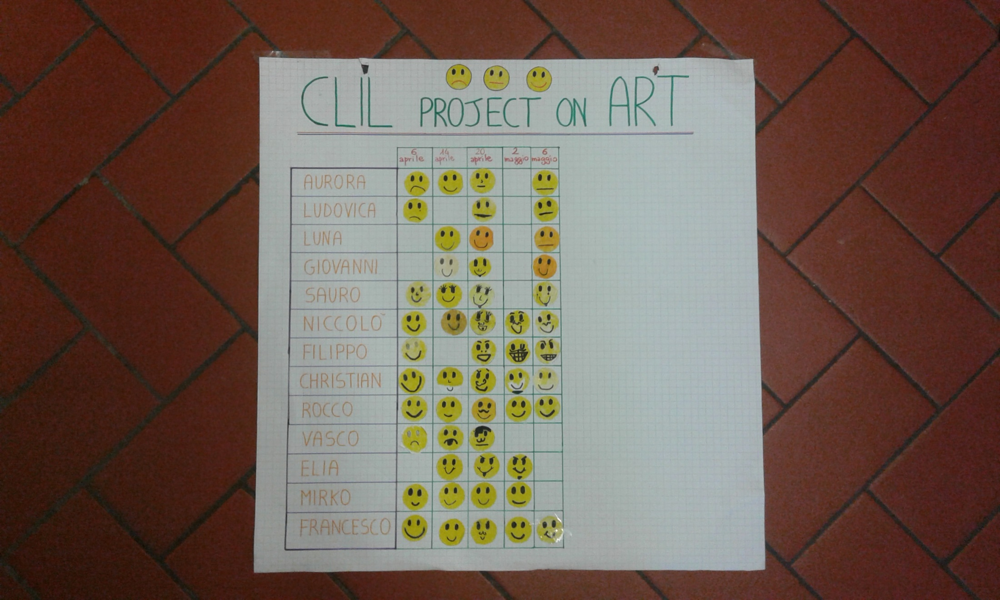 CLIL PROJECT ON ART
6 aprile 14 aprile 20 aprile 2 maggio 6 maggio
AURORA
LUDOVICA
LUNA
GIOVANNI
SAURO
NICCOLO`
FILIPPO
CHRISTIAN
ROCCO
VASCO
ELIA
MIRKO
FRANCESCO